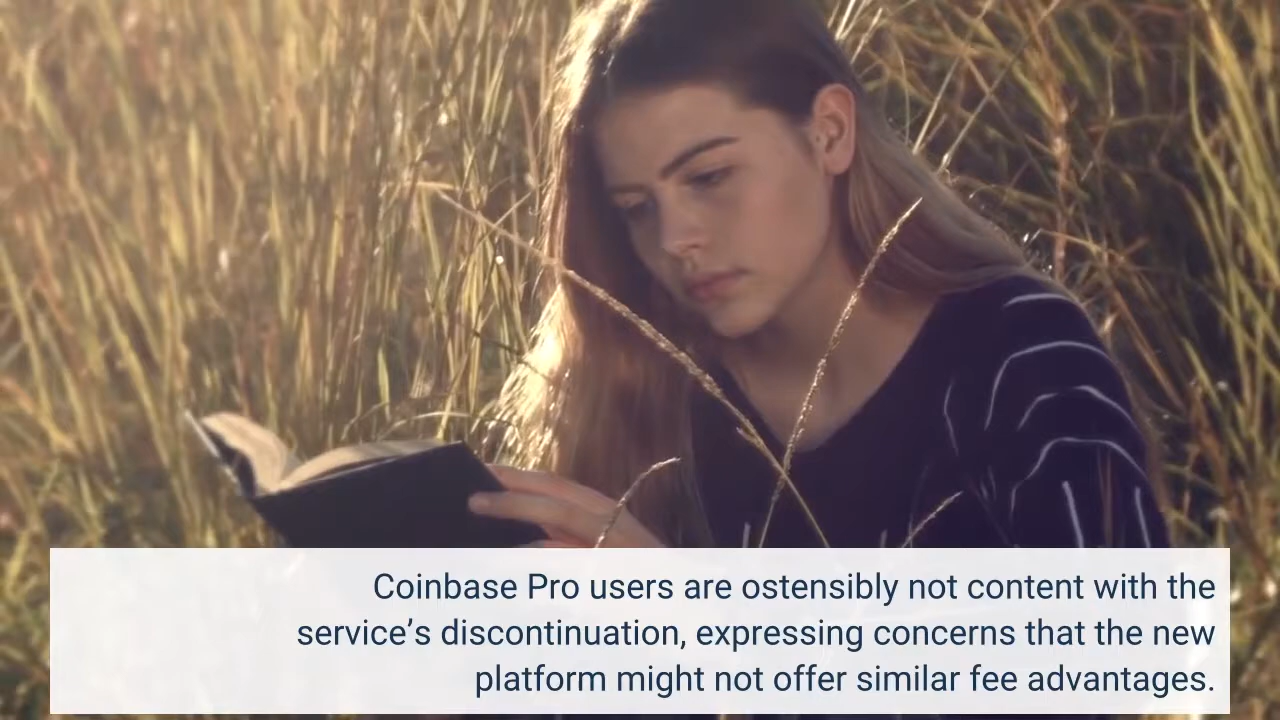 Coinbase Pro users are ostensibly not content with the
service’s discontinuation, expressing concerns that the new
platform might not offer similar fee advantages.